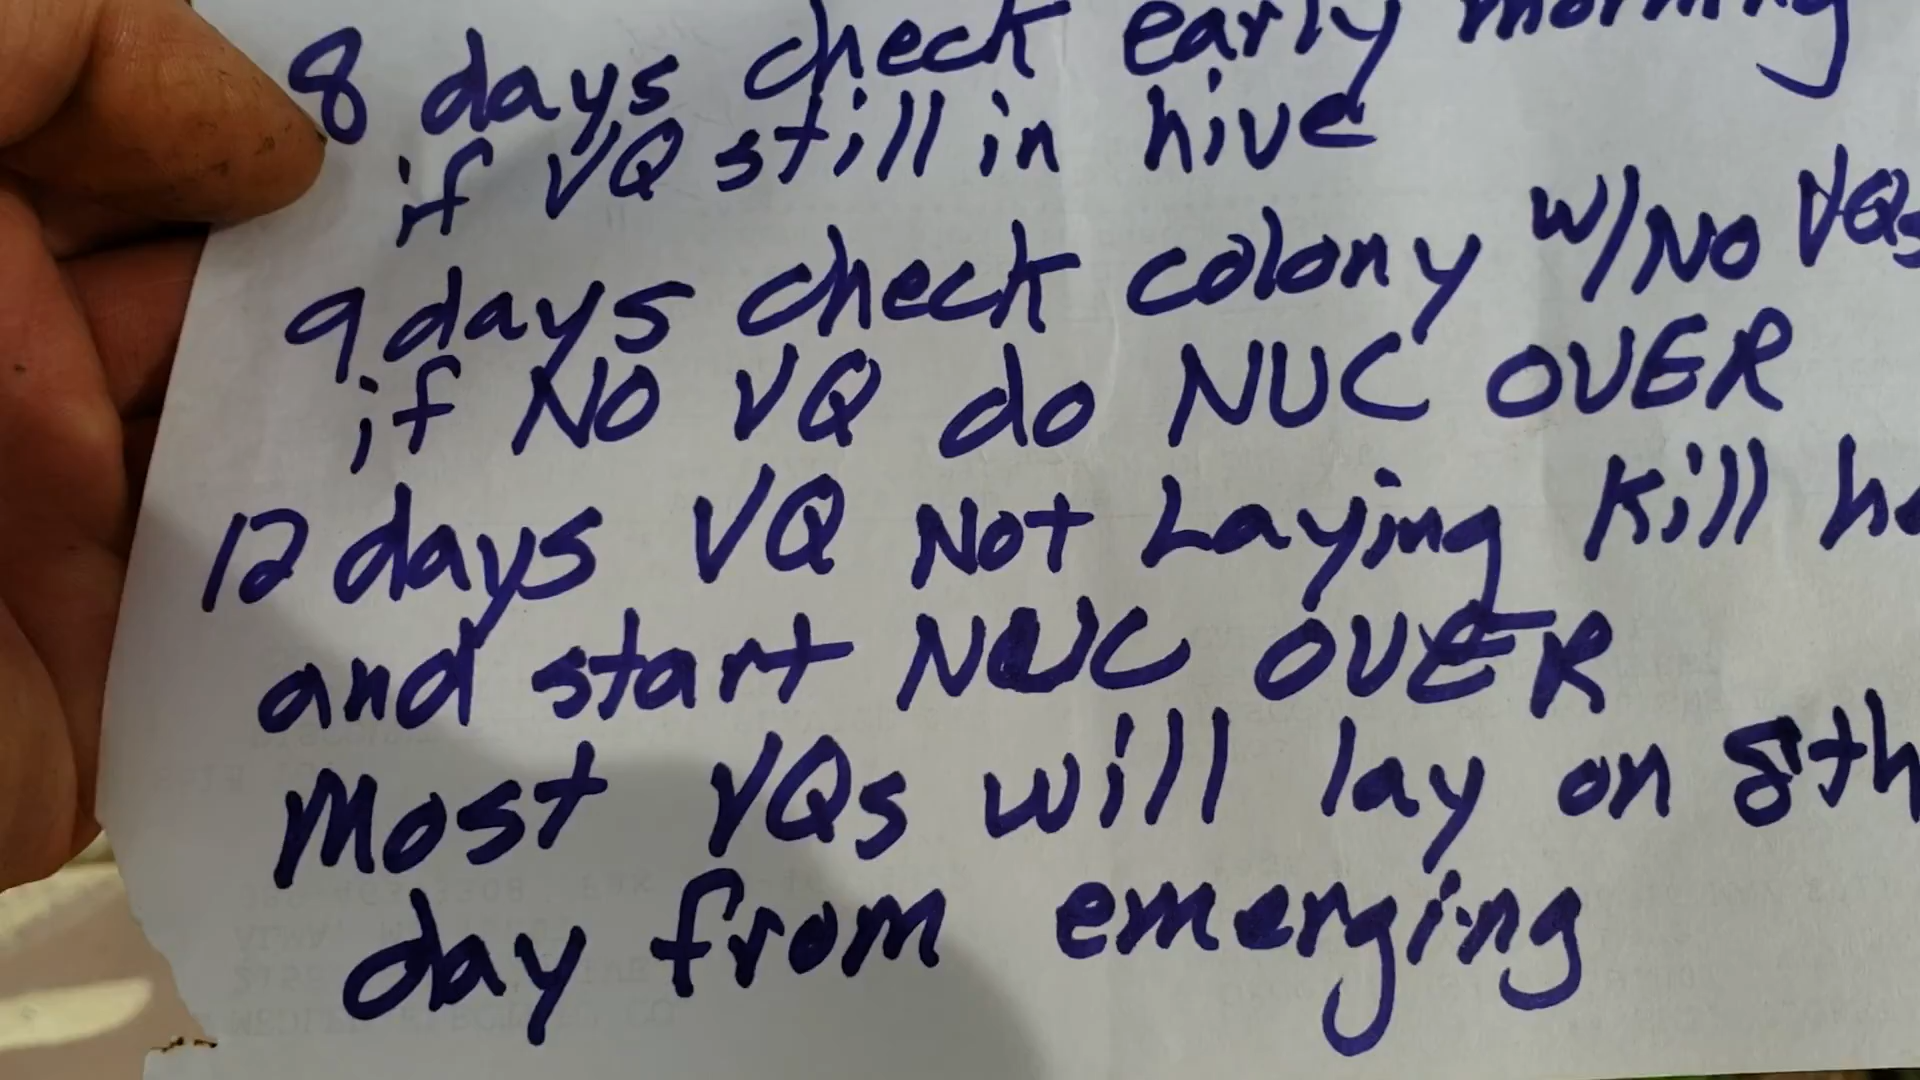 8 days check early morning
if VQ still in hive
9 days check colony w/No VQs
if NO VQ do NUC OVER
12 days VQ Not Laying Kill
and start NUC OVER
Most VQs will lay on 8th
day from emerging